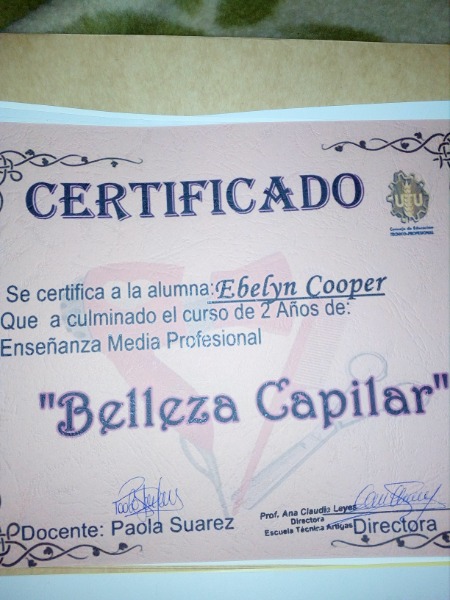 CERTIFICADO
UTU
Consejo de Educación
TÉCNICO-PROFESIONAL
Se certifica a la alumna: Ebelyn Cooper
Que a culminado el curso de 2 Años de:
Enseñanza Media Profesional
"Belleza Capilar"
Docente: Paola Suarez
Prof. Ana Claudia Leyes
Directora
Escuela Técnica Artigas
Directora